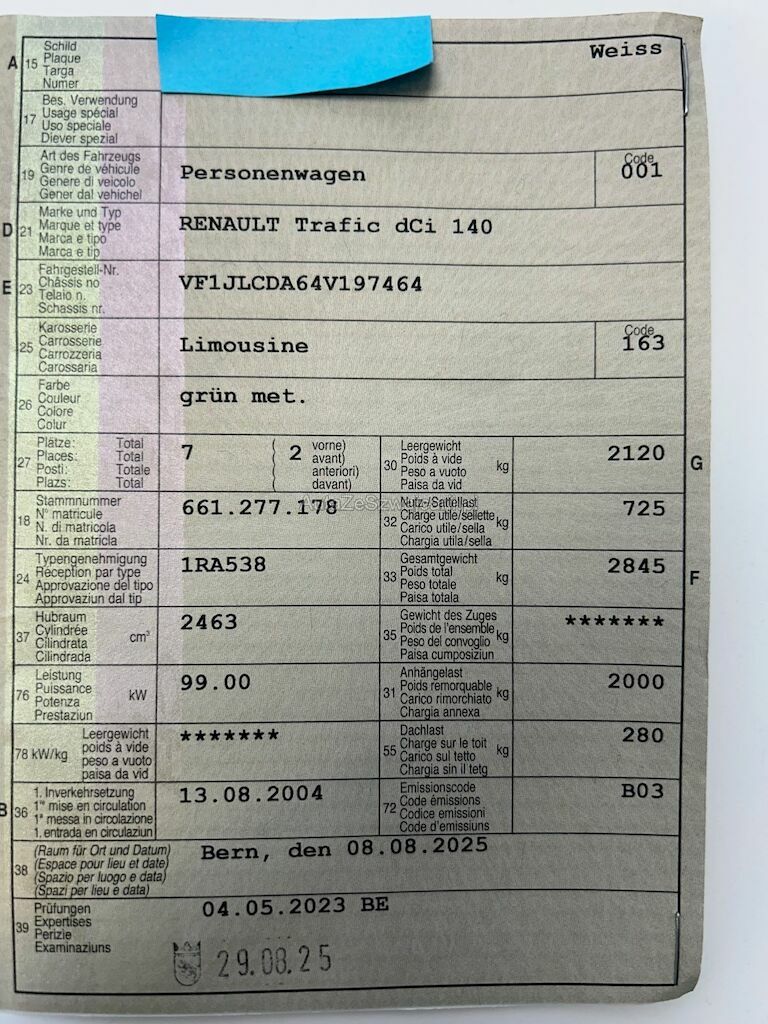 A 15 Schild Plaque Targa Numer Weiss
17 Bes. Verwendung Usage spécial Uso speciale Diever spezial
19 Art des Fahrzeugs Genre de véhicule Genere di veicolo Gener dal vehichel Personenwagen Code 001
D 21 Marke und Typ Marque et type Marca e tipo Marca e tip RENAULT Trafic dCi 140
E 23 Fahrgestell-Nr. Châssis no Telaio n. Schassis nr. VF1JLCDA64V197464
25 Karosserie Carrosserie Carrozzeria Carossaria Limousine Code 163
26 Farbe Couleur Colore Colur grün met.
27 Plätze: Total Places: Total Posti: Totale Plazs: Total 7 ( 2 vorne) avant) anteriori) davant) 30 Leergewicht Poids à vide Peso a vuoto Paisa da vid kg 2120 G
18 Stammnummer N° matricule N. di matricola Nr. da matricla 661.277.178 32 Nutz-/Sattellast Charge utile/sellette Carico utile/sella Chargia utila/sella kg 725
24 Typengenehmigung Réception par type Approvazione del tipo Approvaziun dal tip 1RA538 33 Gesamtgewicht Poids total Peso totale Paisa totala kg 2845 F
37 Hubraum Cylindrée Cilindrata Cilindrada cm³ 2463 35 Gewicht des Zuges Poids de l'ensemble Peso del convoglio Paisa cumposiziun kg *******
76 Leistung Puissance Potenza Prestaziun kW 99.00 31 Anhängelast Poids remorquable Carico rimorchiato Chargia annexa kg 2000
78 kW/kg Leergewicht poids à vide peso a vuoto paisa da vid ******* 55 Dachlast Charge sur le toit Carico sul tetto Chargia sin il tetg kg 280
B 36 1. Inverkehrsetzung 1re mise en circulation 1a messa in circolazione 1. entrada en circulaziun 13.08.2004 72 Emissionscode Code émissions Codice emissioni Code d'emissiuns B03
38 (Raum für Ort und Datum) (Espace pour lieu et date) (Spazio per luogo e data) (Spazi per lieu e data) Bern, den 08.08.2025
39 Prüfungen Expertises Perizie Examinaziuns 04.05.2023 BE
29.08.25